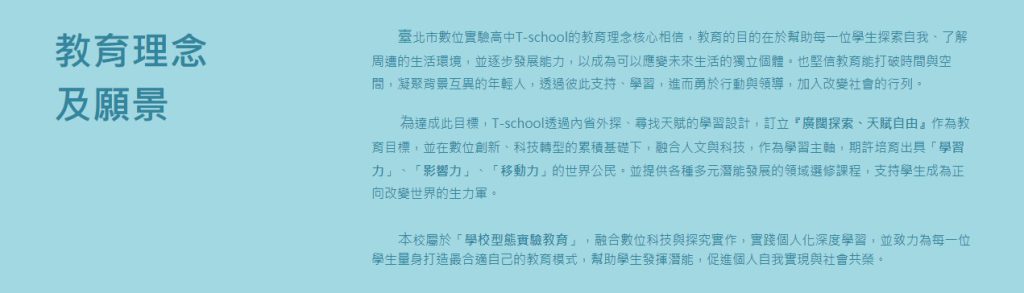 教育理念
及願景
臺北市數位實驗高中T-school的教育理念核心相信，教育的目的在於幫助每一位學生探索自我、了解
周遭的生活環境，並逐步發展能力，以成為可以應變未來生活的獨立個體。也堅信教育能打破時間與空
間，凝聚背景互異的年輕人，透過彼此支持、學習，進而勇於行動與領導，加入改變社會的行列。
為達成此目標，T-school透過內省外探、尋找天賦的學習設計，訂立『廣闊探索、天賦自由』作為教
育目標，並在數位創新、科技轉型的累積基礎下，融合人文與科技，作為學習主軸，期許培育出具「學習
力」、「影響力」、「移動力」的世界公民。並提供各種多元潛能發展的領域選修課程，支持學生成為正
向改變世界的生力軍。
本校屬於「學校型態實驗教育」，融合數位科技與探究實作，實踐個人化深度學習，並致力為每一位
學生量身打造最合適自己的教育模式，幫助學生發揮潛能，促進個人自我實現與社會共榮。